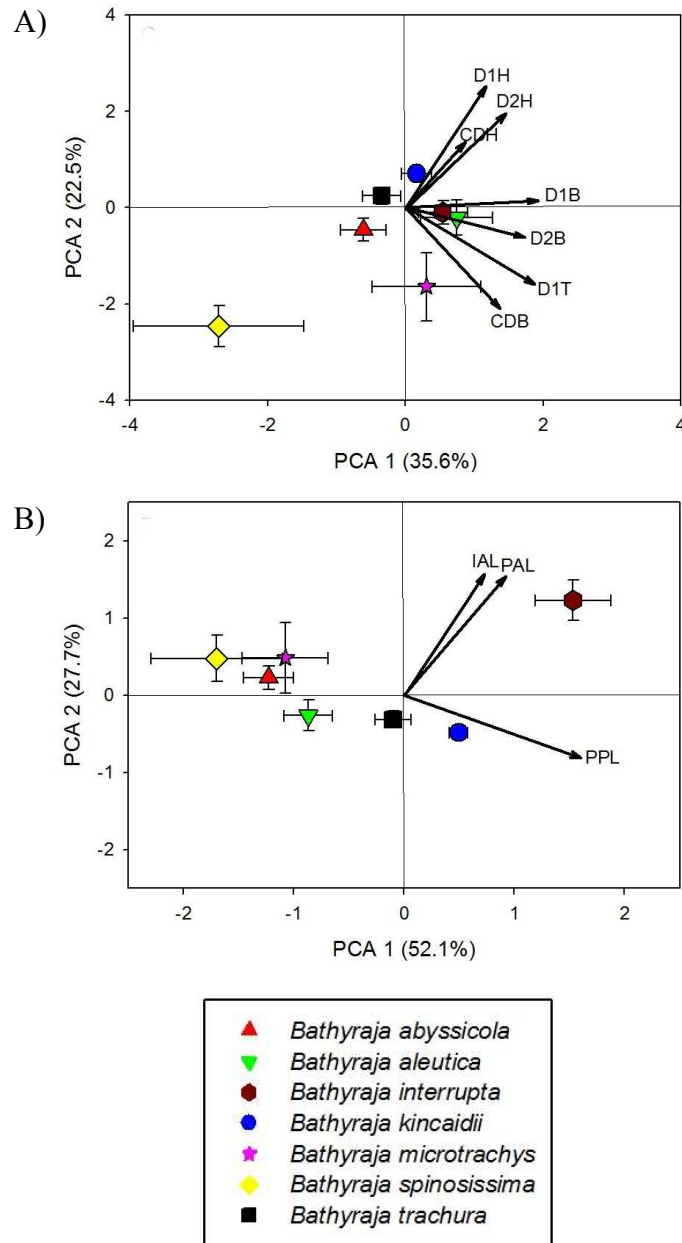 A)
4
2
0
-2
-4
PCA 2 (22.5%)
D1H
D2H
CDH
D1B
D2B
D1T
CDB
-4 -2 0 2 4
PCA 1 (35.6%)
B)
2
1
0
-1
-2
PCA 2 (27.7%)
IAL PAL
PPL
-2 -1 0 1 2
PCA 1 (52.1%)
Bathyraja abyssicola
Bathyraja aleutica
Bathyraja interrupta
Bathyraja kincaidii
Bathyraja microtrachys
Bathyraja spinosissima
Bathyraja trachura